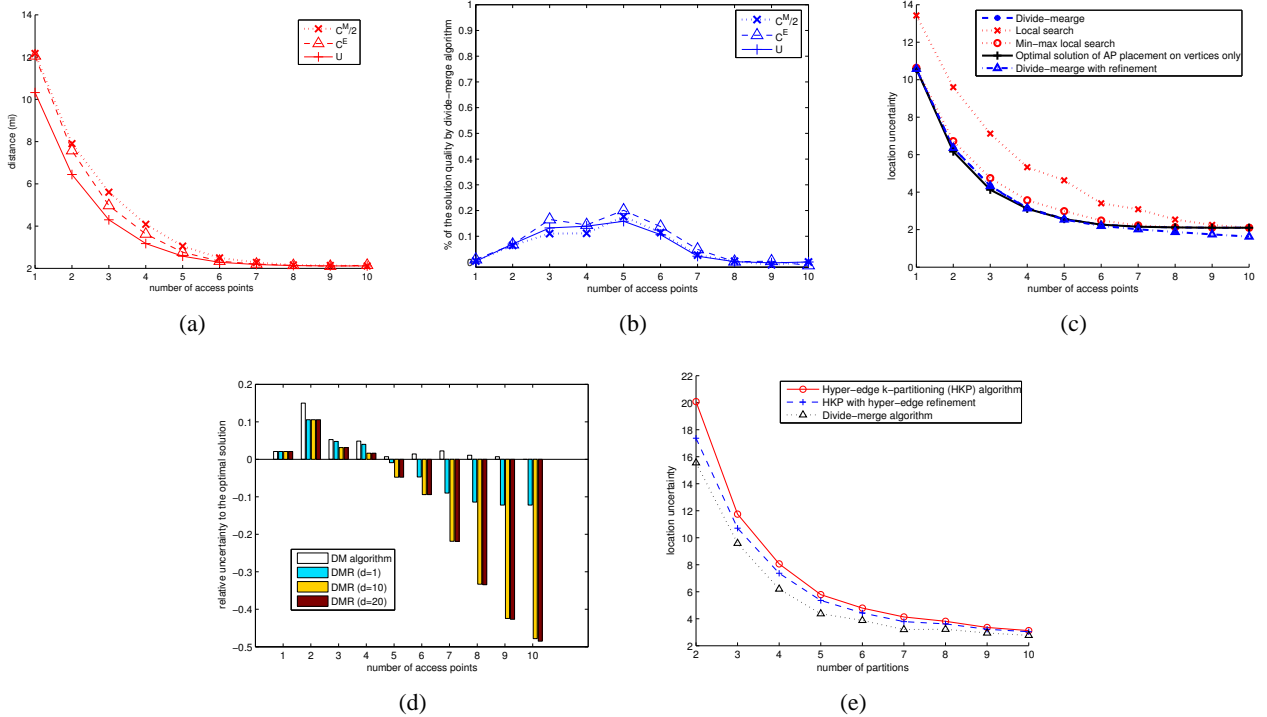 C^M/2
C^E
U
14
12
10
8
6
4
2
distance (mi)
1 2 3 4 5 6 7 8 9 10
number of access points
(a)
C^M/2
C^E
U
1
0.9
0.8
0.7
0.6
0.5
0.4
0.3
0.2
0.1
0
% of the solution quality by divide−merge algorithm
1 2 3 4 5 6 7 8 9 10
number of access points
(b)
Divide−mearge
Local search
Min−max local search
Optimal solution of AP placement on vertices only
Divide−mearge with refinement
14
12
10
8
6
4
2
0
location uncertainty
1 2 3 4 5 6 7 8 9 10
number of access points
(c)
0.2
0.1
0
−0.1
−0.2
−0.3
−0.4
−0.5
relative uncertainty to the optimal solution
DM algorithm
DMR (d=1)
DMR (d=10)
DMR (d=20)
1 2 3 4 5 6 7 8 9 10
number of access points
(d)
Hyper−edge k−partitioning (HKP) algorithm
HKP with hyper−edge refinement
Divide−merge algorithm
22
20
18
16
14
12
10
8
6
4
2
location uncertainty
2 3 4 5 6 7 8 9 10
number of partitions
(e)